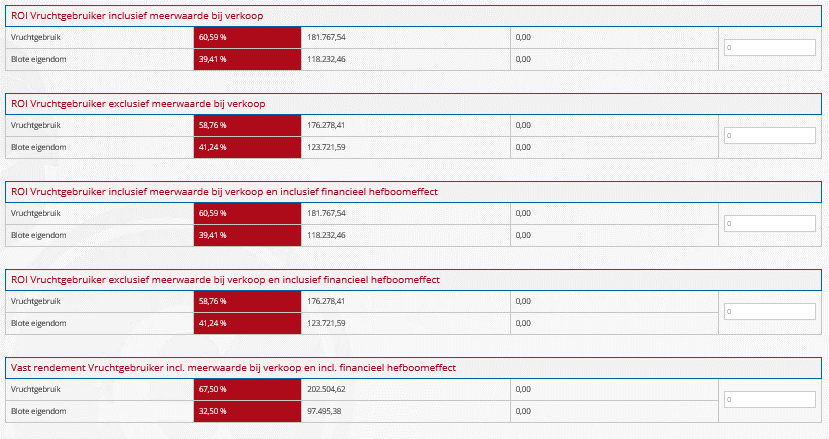 ROI Vruchtgebruiker inclusief meerwaarde bij verkoop
Vruchtgebruik 60,59 % 181.767,54 0,00
0
Blote eigendom 39,41 % 118.232,46 0,00
ROI Vruchtgebruiker exclusief meerwaarde bij verkoop
Vruchtgebruik 58,76 % 176.278,41 0,00
0
Blote eigendom 41,24 % 123.721,59 0,00
ROI Vruchtgebruiker inclusief meerwaarde bij verkoop en inclusief financieel hefboomeffect
Vruchtgebruik 60,59 % 181.767,54 0,00
0
Blote eigendom 39,41 % 118.232,46 0,00
ROI Vruchtgebruiker exclusief meerwaarde bij verkoop en inclusief financieel hefboomeffect
Vruchtgebruik 58,76 % 176.278,41 0,00
0
Blote eigendom 41,24 % 123.721,59 0,00
Vast rendement Vruchtgebruiker incl. meerwaarde bij verkoop en incl. financieel hefboomeffect
Vruchtgebruik 67,50 % 202.504,62 0,00
0
Blote eigendom 32,50 % 97.495,38 0,00